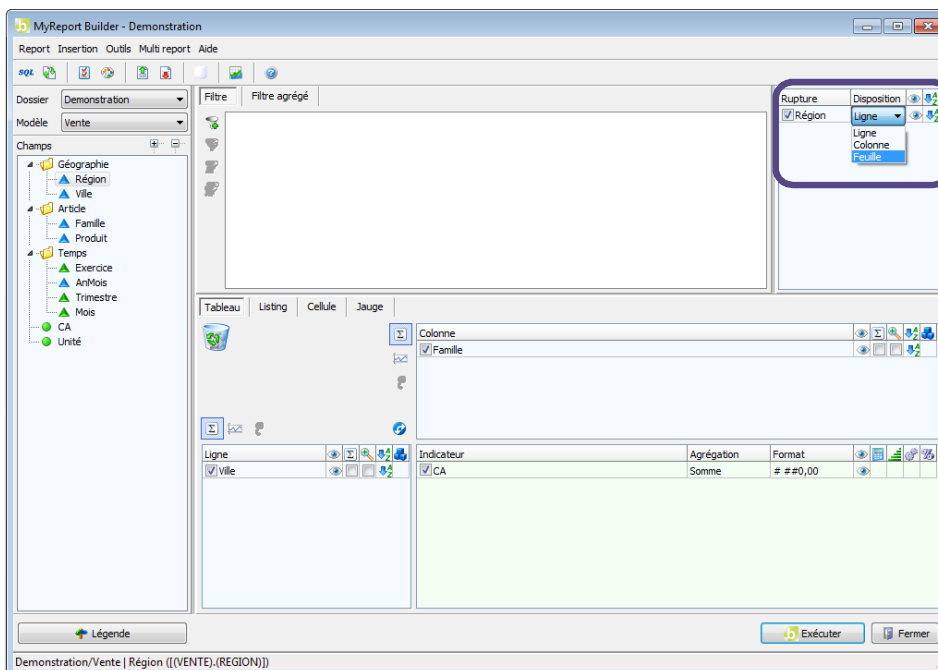 MyReport Builder - Demonstration
Report Insertion Outils Multi report Aide
SQL
Dossier Demonstration
Modèle Vente
Champs
Géographie
Région
Ville
Article
Famille
Produit
Temps
Exercice
AnMois
Trimestre
Mois
CA
Unité
Filtre Filtre agrégé
Rupture Disposition
Région Ligne
Ligne
Colonne
Feuille
Tableau Listing Cellule Jauge
Colonne
Famille
Ligne
Ville
Indicateur Agrégation Format
CA Somme # ##0,00
Légende
Exécuter Fermer
Demonstration/Vente | Région ([(VENTE).(REGION)])